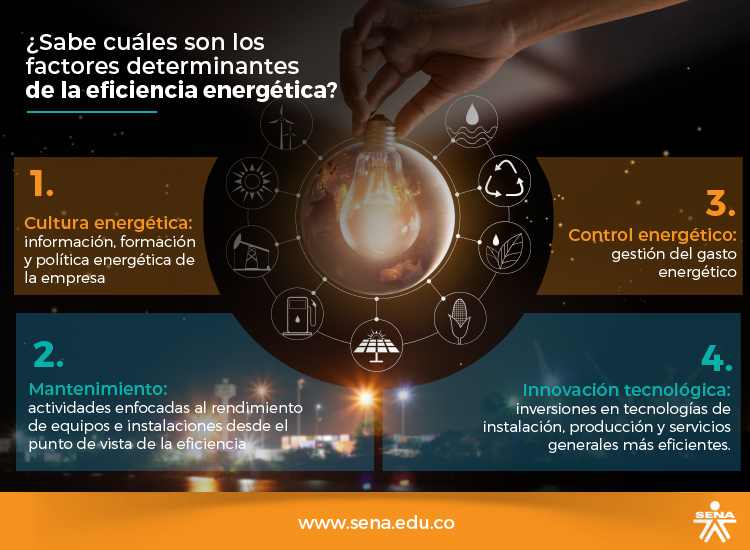 ¿Sabe cuáles son los
factores determinantes
de la eficiencia energética?
1.
Cultura energética:
información, formación
y política energética de
la empresa
2.
Mantenimiento:
actividades enfocadas al rendimiento
de equipos e instalaciones desde el
punto de vista de la eficiencia
3.
Control energético:
gestión del gasto
energético
4.
Innovación tecnológica:
inversiones en tecnologías de
instalación, producción y servicios
generales más eficientes.
www.sena.edu.co
SENA